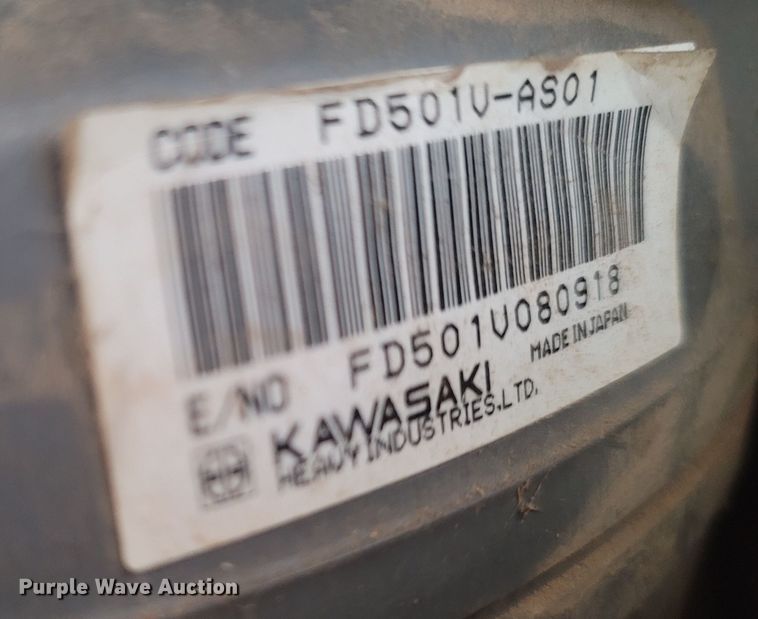 CODE FD501V-AS01
E/NO FD501V080918
KAWASAKI MADE IN JAPAN
HEAVY INDUSTRIES,LTD.
Purple Wave Auction